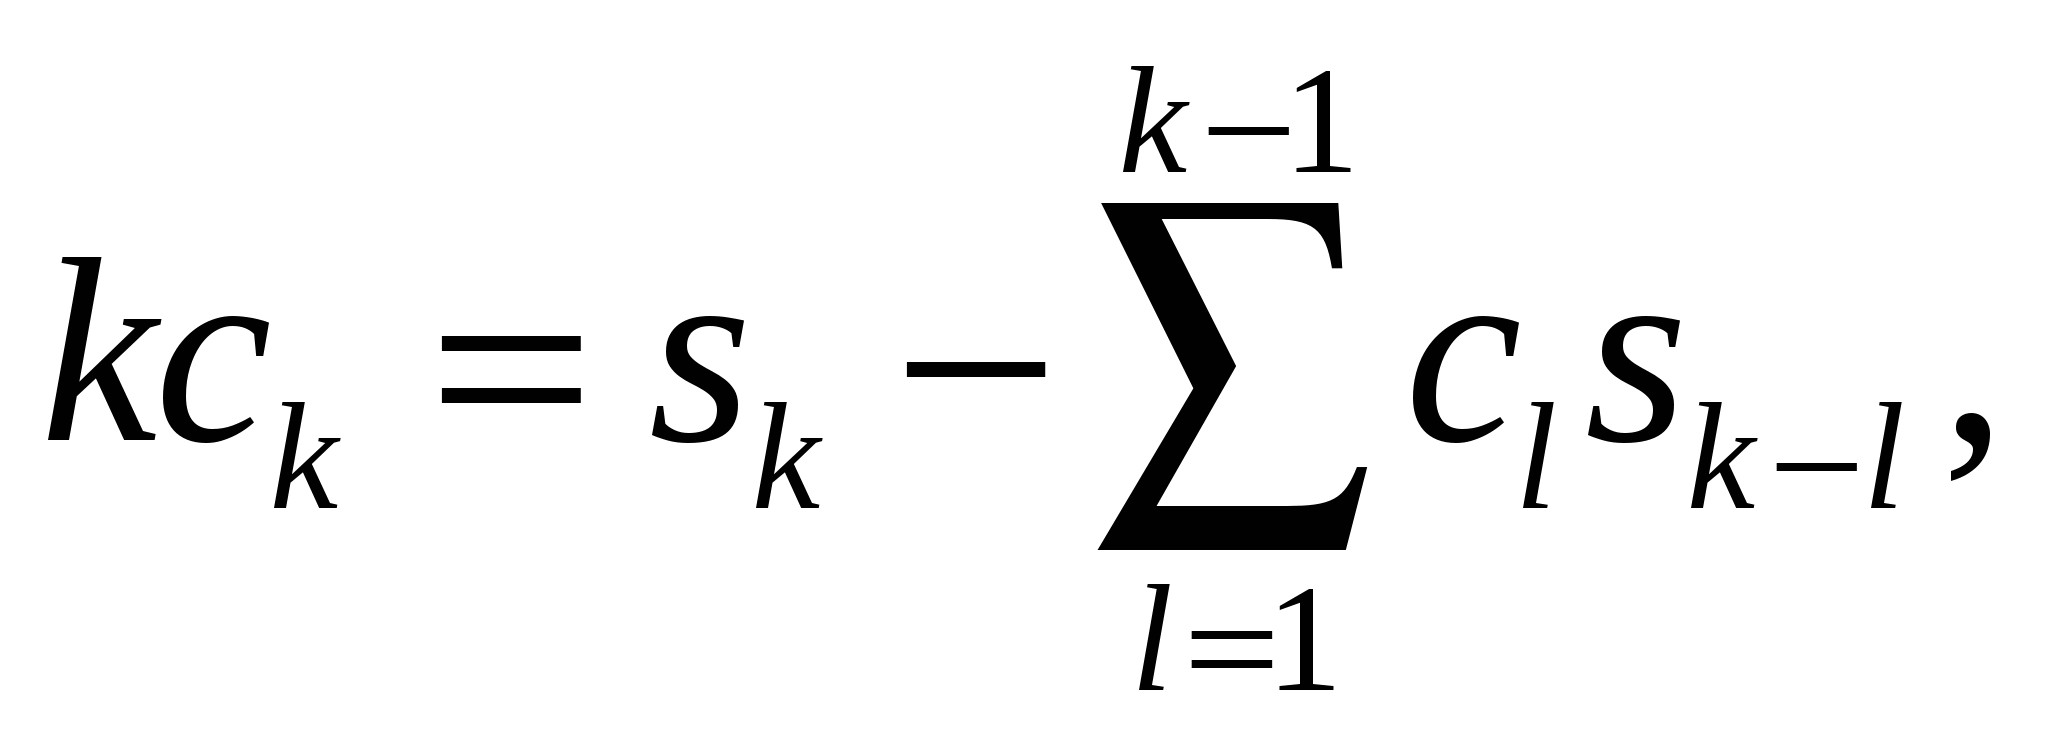 kc_k = s_k − \sum_{l=1}^{k−1} c_l s_{k−l} ,